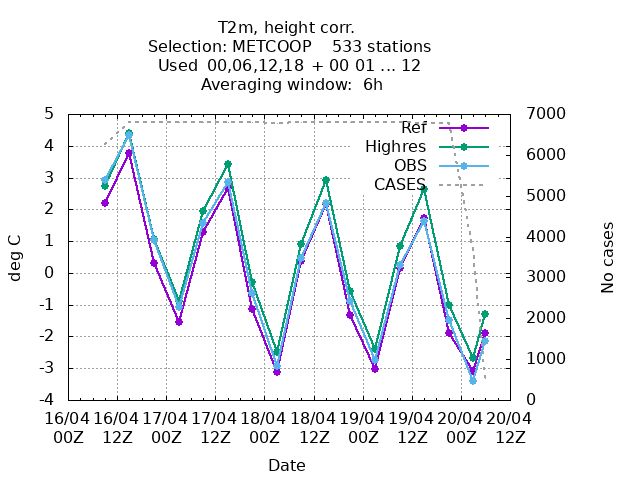 T2m, height corr.
Selection: METCOOP    533 stations
Used  00,06,12,18  + 00 01 ... 12
Averaging window:  6h
5 7000
Ref
4 6000
Highres
OBS
3 CASES
5000
2
4000
1
0 3000
-1
2000
-2
1000
-3
-4 0
16/04 16/04 17/04 17/04 18/04 18/04 19/04 19/04 20/04 20/04
00Z 12Z 00Z 12Z 00Z 12Z 00Z 12Z 00Z 12Z
Date
deg C
No cases